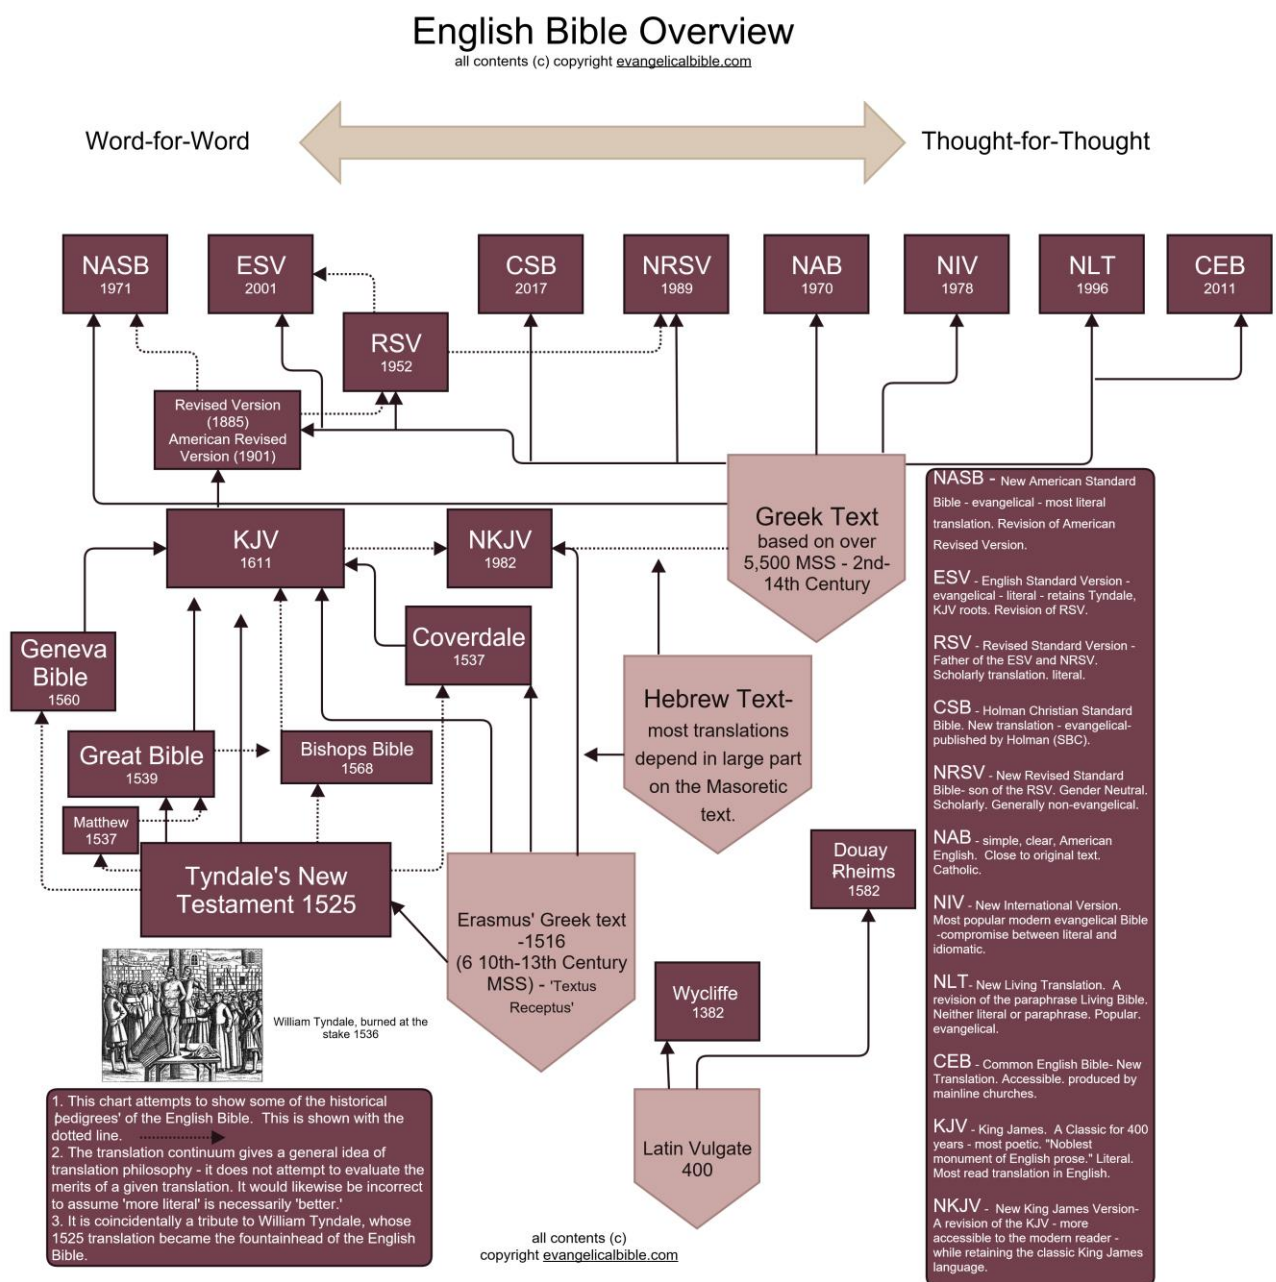 English Bible Overview
all contents (c) copyright evangelicalbible.com
Word-for-Word
Thought-for-Thought
NASB
1971
ESV
2001
CSB
2017
NRSV
1989
NAB
1970
NIV
1978
NLT
1996
CEB
2011
RSV
1952
Revised Version
(1885)
American Revised
Version (1901)
KJV
1611
NKJV
1982
Greek Text
based on over
5,500 MSS - 2nd-
14th Century
Geneva
Bible
1560
Coverdale
1537
Hebrew Text-
most translations
depend in large part
on the Masoretic
text.
Great Bible
1539
Bishops Bible
1568
Matthew
1537
Tyndale's New
Testament 1525
Erasmus' Greek text
-1516
(6 10th-13th Century
MSS) - 'Textus
Receptus'
Douay
Rheims
1582
Wycliffe
1382
Latin Vulgate
400
William Tyndale, burned at the
stake 1536
1. This chart attempts to show some of the historical
'pedigrees' of the English Bible. This is shown with the
dotted line.
2. The translation continuum gives a general idea of
translation philosophy - it does not attempt to evaluate the
merits of a given translation. It would likewise be incorrect
to assume 'more literal' is necessarily 'better.'
3. It is coincidentally a tribute to William Tyndale, whose
1525 translation became the fountainhead of the English
Bible.
NASB - New American Standard
Bible - evangelical - most literal
translation. Revision of American
Revised Version.
ESV - English Standard Version -
evangelical - literal - retains Tyndale,
KJV roots. Revision of RSV.
RSV - Revised Standard Version -
Father of the ESV and NRSV.
Scholarly translation. literal.
CSB - Holman Christian Standard
Bible. New translation - evangelical-
published by Holman (SBC).
NRSV - New Revised Standard
Bible- son of the RSV. Gender Neutral.
Scholarly. Generally non-evangelical.
NAB - simple, clear, American
English. Close to original text.
Catholic.
NIV - New International Version.
Most popular modern evangelical Bible
-compromise between literal and
idiomatic.
NLT- New Living Translation. A
revision of the paraphrase Living Bible.
Neither literal or paraphrase. Popular.
evangelical.
CEB - Common English Bible- New
Translation. Accessible. produced by
mainline churches.
KJV - King James. A Classic for 400
years - most poetic. "Noblest
monument of English prose." Literal.
Most read translation in English.
NKJV - New King James Version-
A revision of the KJV - more
accessible to the modern reader -
while retaining the classic King James
language.
all contents (c)
copyright evangelicalbible.com